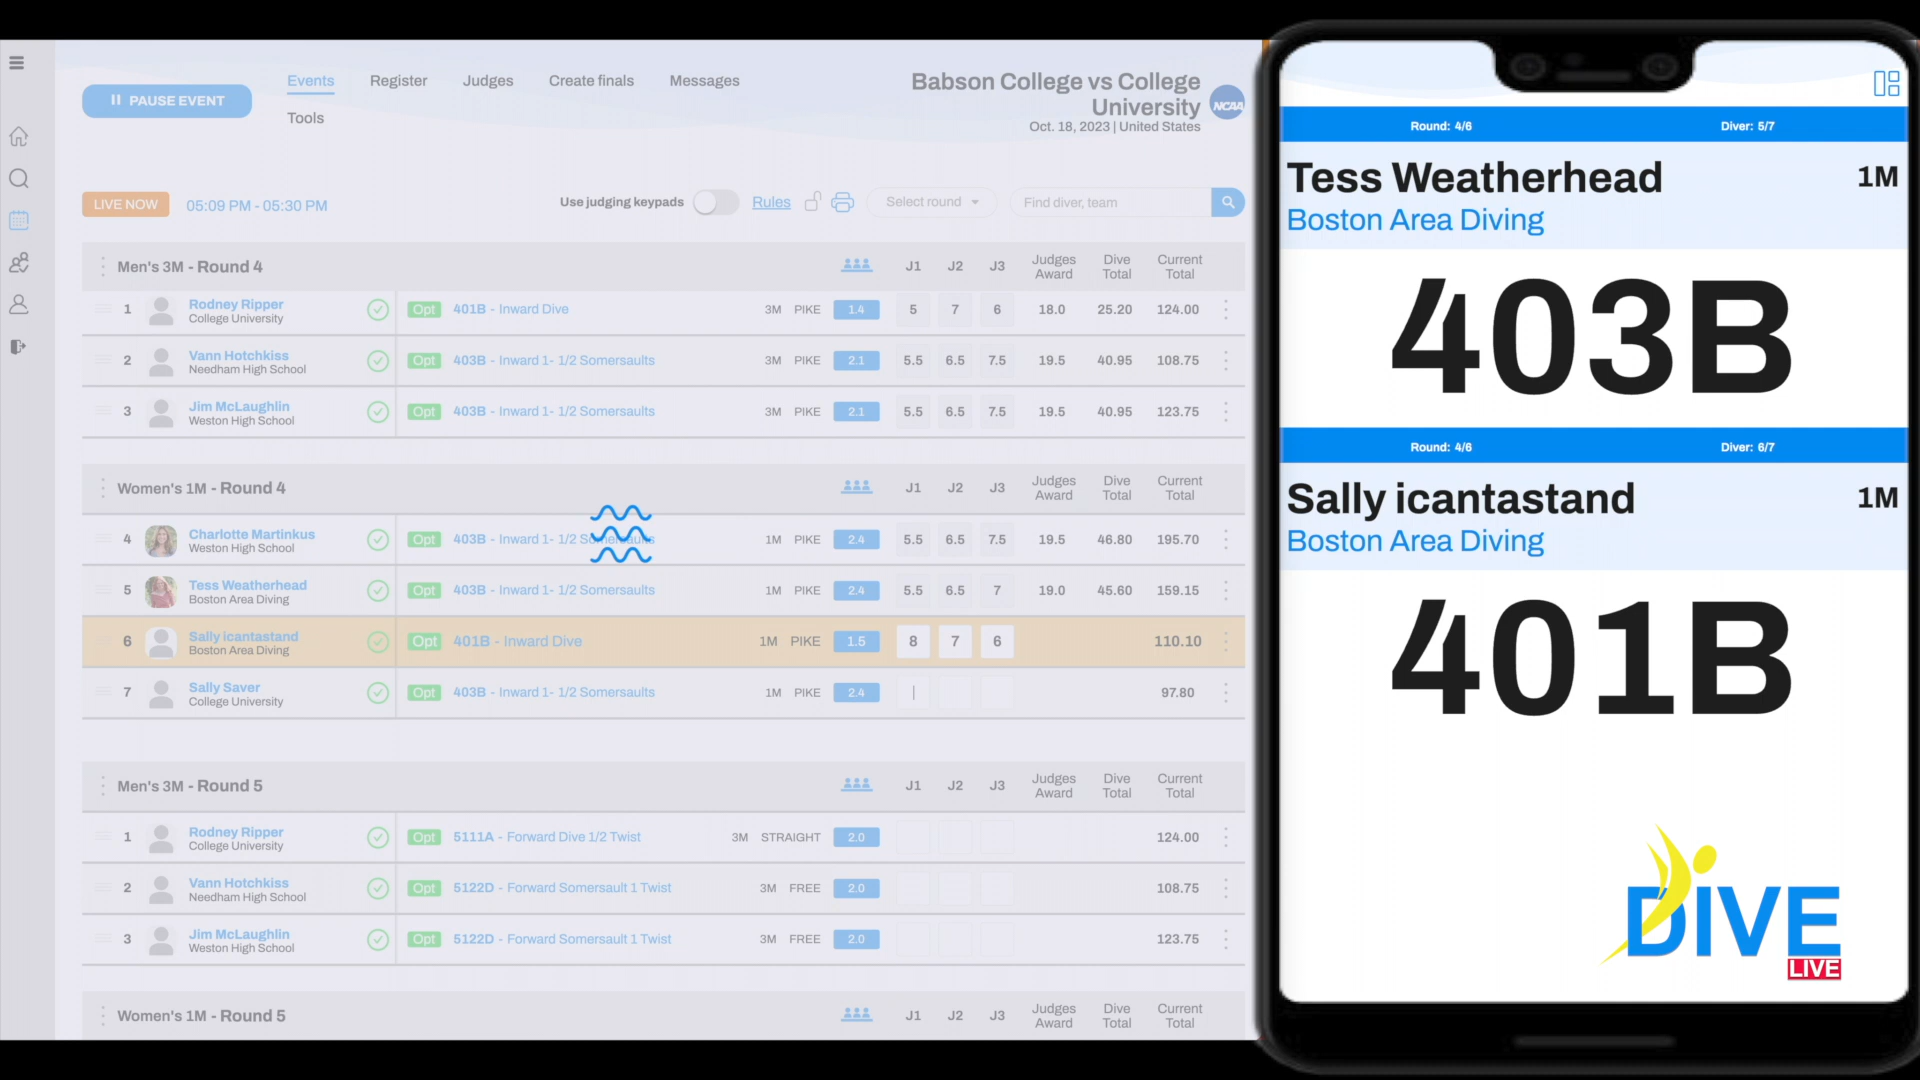 PAUSE EVENT
Events Register Judges Create finals Messages
Tools
Babson College vs College
University
Oct. 18, 2023 | United States
NCAA
LIVE NOW 05:09 PM - 05:30 PM
Use judging keypads Rules Select round Find diver, team
Men's 3M - Round 4 J1 J2 J3 Judges Award Dive Total Current Total
1 Rodney Ripper College University Opt 401B - Inward Dive 3M PIKE 1.4 5 7 6 18.0 25.20 124.00
2 Vann Hotchkiss Needham High School Opt 403B - Inward 1- 1/2 Somersaults 3M PIKE 2.1 5.5 6.5 7.5 19.5 40.95 108.75
3 Jim McLaughlin Weston High School Opt 403B - Inward 1- 1/2 Somersaults 3M PIKE 2.1 5.5 6.5 7.5 19.5 40.95 123.75
Women's 1M - Round 4 J1 J2 J3 Judges Award Dive Total Current Total
4 Charlotte Martinkus Weston High School Opt 403B - Inward 1- 1/2 Somersaults 1M PIKE 2.4 5.5 6.5 7.5 19.5 46.80 195.70
5 Tess Weatherhead Boston Area Diving Opt 403B - Inward 1- 1/2 Somersaults 1M PIKE 2.4 5.5 6.5 7 19.0 45.60 159.15
6 Sally icantastand Boston Area Diving Opt 401B - Inward Dive 1M PIKE 1.5 8 7 6 110.10
7 Sally Saver College University Opt 403B - Inward 1- 1/2 Somersaults 1M PIKE 2.4 97.80
Men's 3M - Round 5 J1 J2 J3 Judges Award Dive Total Current Total
1 Rodney Ripper College University Opt 5111A - Forward Dive 1/2 Twist 3M STRAIGHT 2.0 124.00
2 Vann Hotchkiss Needham High School Opt 5122D - Forward Somersault 1 Twist 3M FREE 2.0 108.75
3 Jim McLaughlin Weston High School Opt 5122D - Forward Somersault 1 Twist 3M FREE 2.0 123.75
Women's 1M - Round 5 J1 J2 J3 Judges Award Dive Total Current Total
Round: 4/6 Diver: 5/7
Tess Weatherhead 1M
Boston Area Diving
403B
Round: 4/6 Diver: 6/7
Sally icantastand 1M
Boston Area Diving
401B
DIVE
LIVE